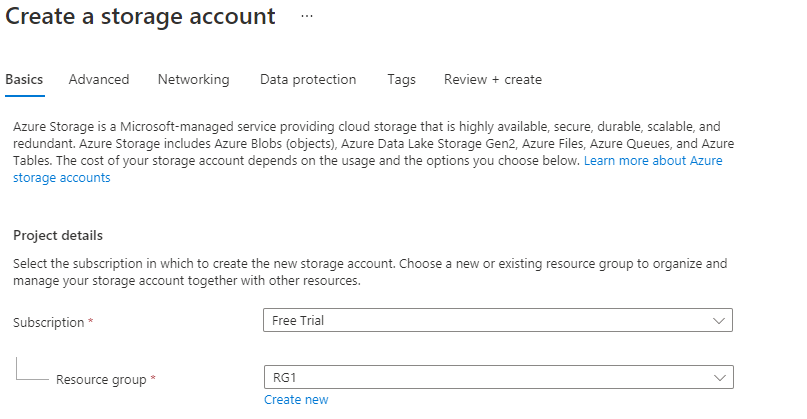 Create a storage account ...
Basics Advanced Networking Data protection Tags Review + create
Azure Storage is a Microsoft-managed service providing cloud storage that is highly available, secure, durable, scalable, and
redundant. Azure Storage includes Azure Blobs (objects), Azure Data Lake Storage Gen2, Azure Files, Azure Queues, and Azure
Tables. The cost of your storage account depends on the usage and the options you choose below. Learn more about Azure
storage accounts
Project details
Select the subscription in which to create the new storage account. Choose a new or existing resource group to organize and
manage your storage account together with other resources.
Subscription * Free Trial
Resource group * RG1
Create new